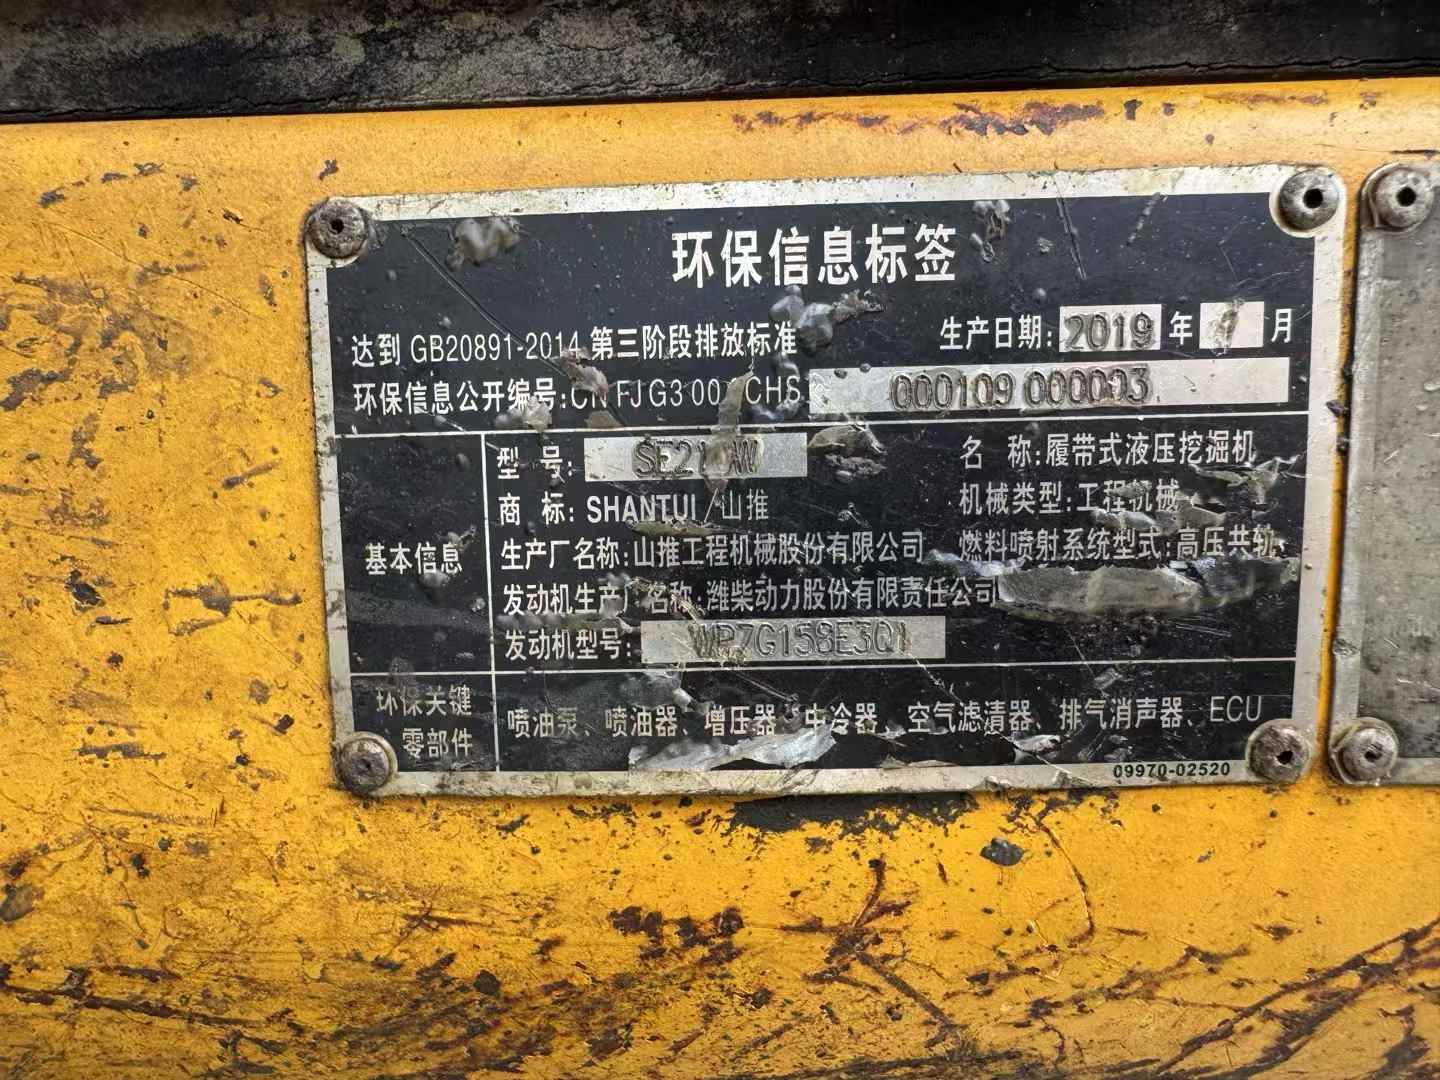 环保信息标签
达到 GB20891-2014 第三阶段排放标准
生产日期: 2019 年 月
环保信息公开编号: 000109 000003
基本信息
型 号:
名 称: 履带式液压挖掘机
商 标: SHANTUI 山推
机械类型: 工程机械
生产厂名称: 山推工程机械股份有限公司
燃料喷射系统型式: 高压共轨
发动机生产厂名称: 潍柴动力股份有限责任公司
发动机型号: WP7G158E3Q1
环保关键
零部件
喷油泵、喷油器、增压器、中冷器、空气滤清器、排气消声器、ECU
09970-02520